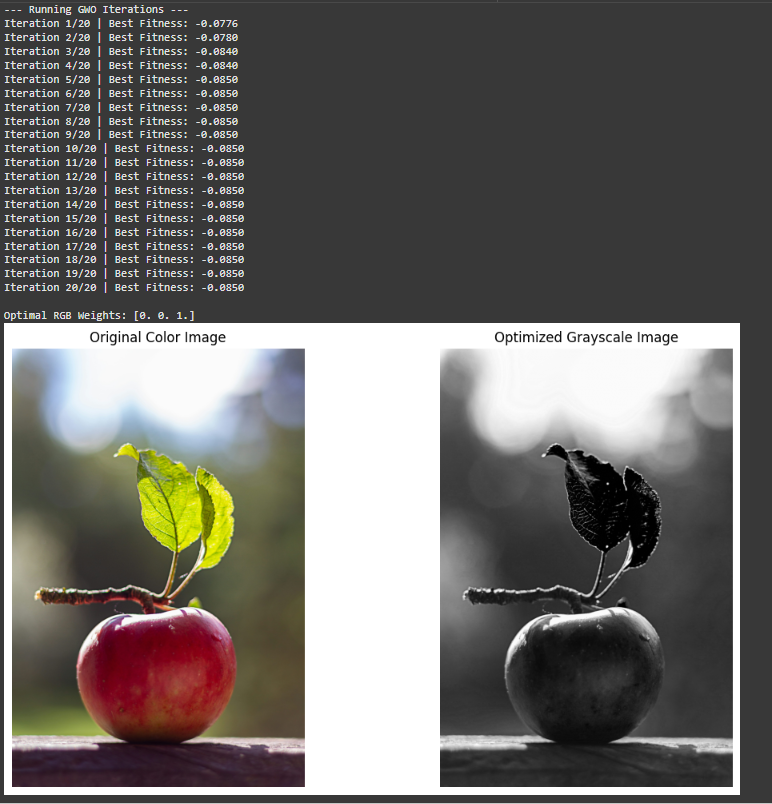 --- Running GWO Iterations ---
Iteration 1/20 | Best Fitness: -0.0776
Iteration 2/20 | Best Fitness: -0.0780
Iteration 3/20 | Best Fitness: -0.0840
Iteration 4/20 | Best Fitness: -0.0840
Iteration 5/20 | Best Fitness: -0.0850
Iteration 6/20 | Best Fitness: -0.0850
Iteration 7/20 | Best Fitness: -0.0850
Iteration 8/20 | Best Fitness: -0.0850
Iteration 9/20 | Best Fitness: -0.0850
Iteration 10/20 | Best Fitness: -0.0850
Iteration 11/20 | Best Fitness: -0.0850
Iteration 12/20 | Best Fitness: -0.0850
Iteration 13/20 | Best Fitness: -0.0850
Iteration 14/20 | Best Fitness: -0.0850
Iteration 15/20 | Best Fitness: -0.0850
Iteration 16/20 | Best Fitness: -0.0850
Iteration 17/20 | Best Fitness: -0.0850
Iteration 18/20 | Best Fitness: -0.0850
Iteration 19/20 | Best Fitness: -0.0850
Iteration 20/20 | Best Fitness: -0.0850
Optimal RGB Weights: [0. 0. 1.]
Original Color Image
Optimized Grayscale Image